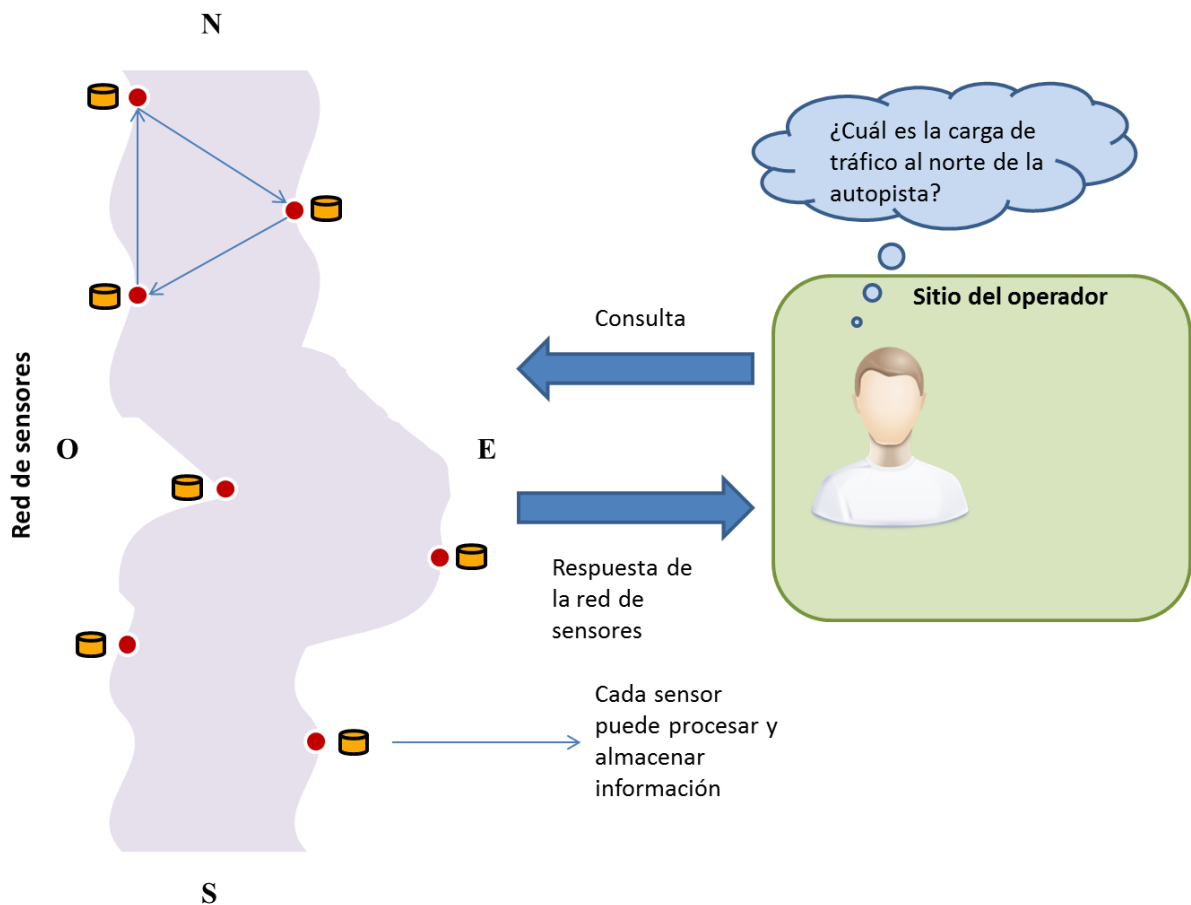 N
¿Cuál es la carga de
tráfico al norte de la
autopista?
Sitio del operador
Consulta
Red de sensores
O
E
Respuesta de
la red de
sensores
Cada sensor
puede procesar y
almacenar
información
S